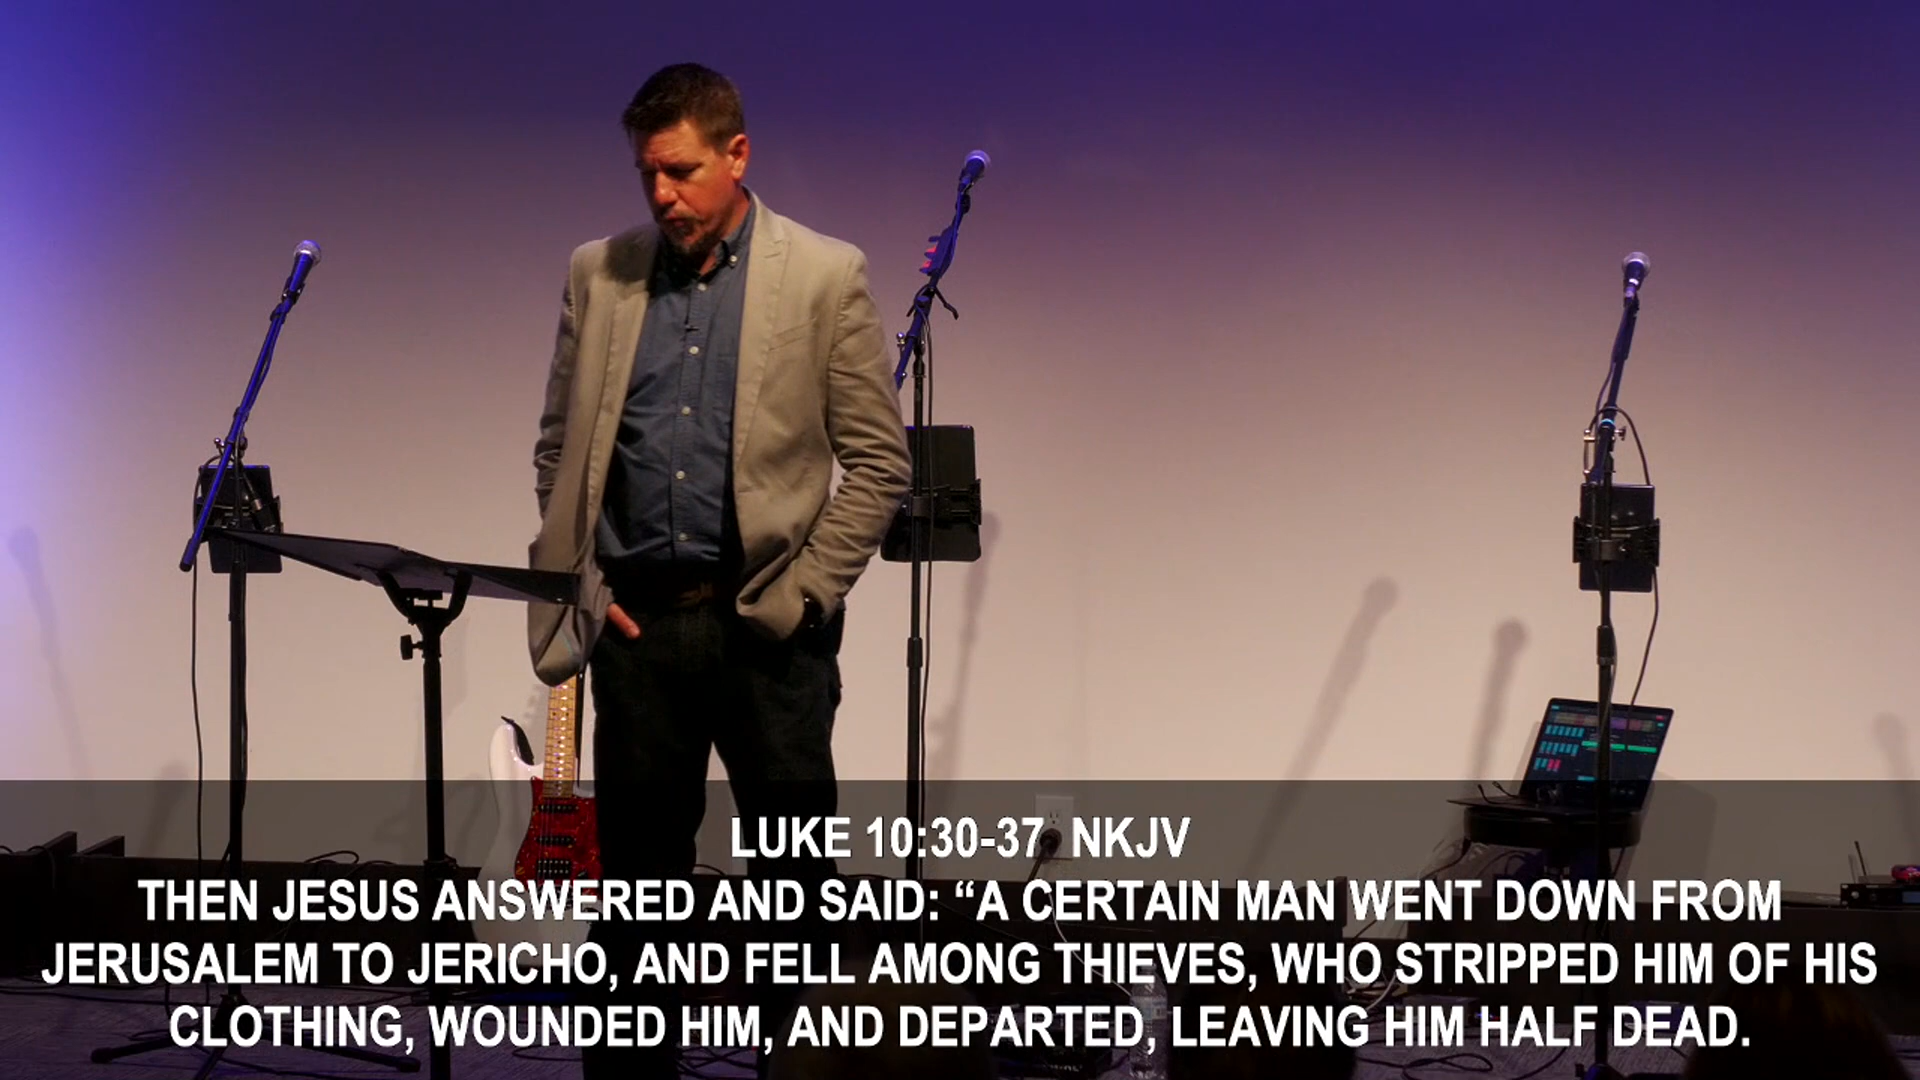 LUKE 10:30-37 NKJV
THEN JESUS ANSWERED AND SAID: “A CERTAIN MAN WENT DOWN FROM
JERUSALEM TO JERICHO, AND FELL AMONG THIEVES, WHO STRIPPED HIM OF HIS
CLOTHING, WOUNDED HIM, AND DEPARTED, LEAVING HIM HALF DEAD.